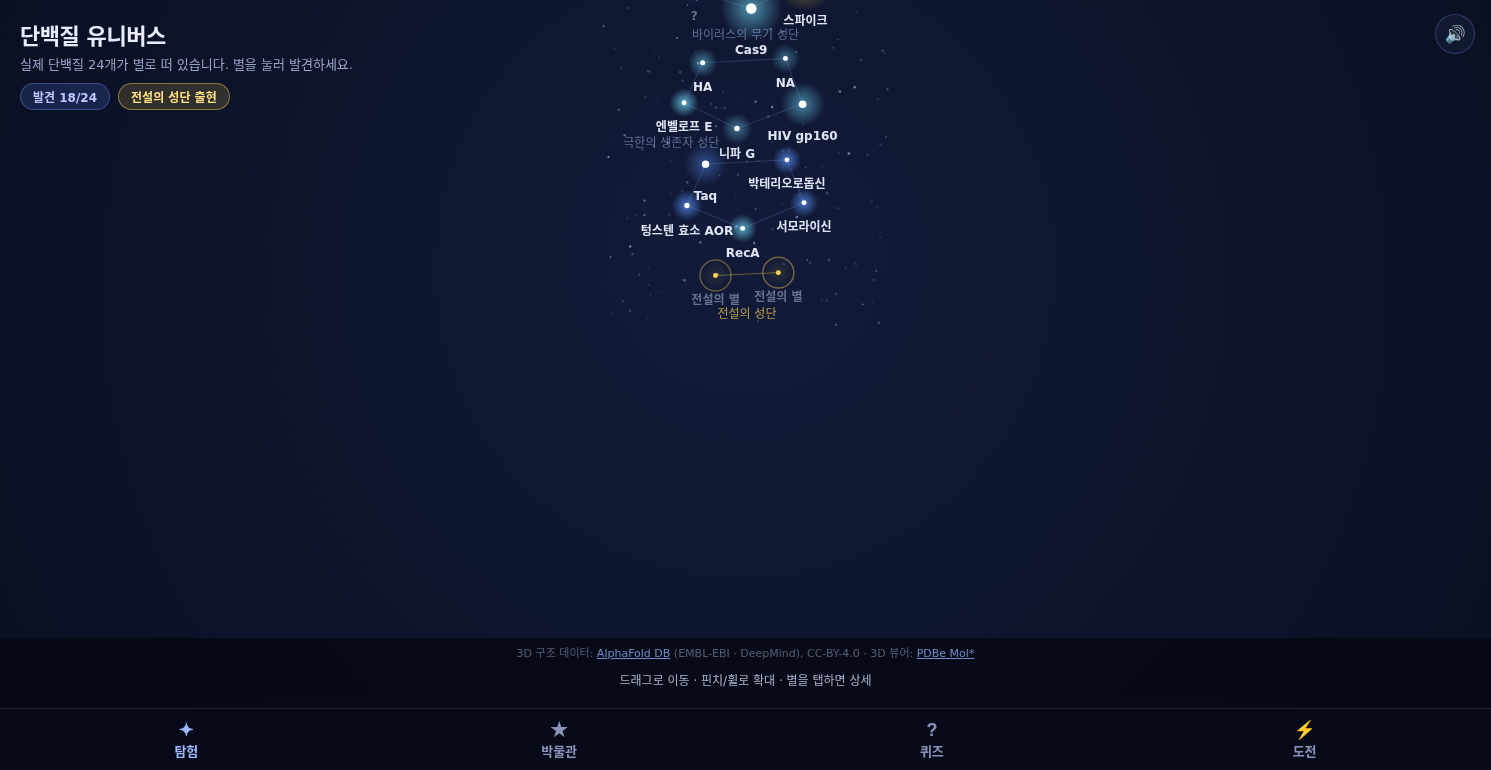 단백질 유니버스
실제 단백질 24개가 별로 떠 있습니다. 별을 눌러 발견하세요.
발견 18/24
전설의 성단 출현
?
스파이크
바이러스의 무기 성단
Cas9
HA
NA
엔벨로프 E
HIV gp160
극한의 생존자 성단
니파 G
박테리오로돕신
Taq
텅스텐 효소 AOR
서모라이신
RecA
전설의 별
전설의 별
전설의 성단
3D 구조 데이터: AlphaFold DB (EMBL-EBI · DeepMind), CC-BY-4.0 · 3D 뷰어: PDBe Mol*
드래그로 이동 · 핀치/휠로 확대 · 별을 탭하면 상세
탐험
박물관
?
퀴즈
도전